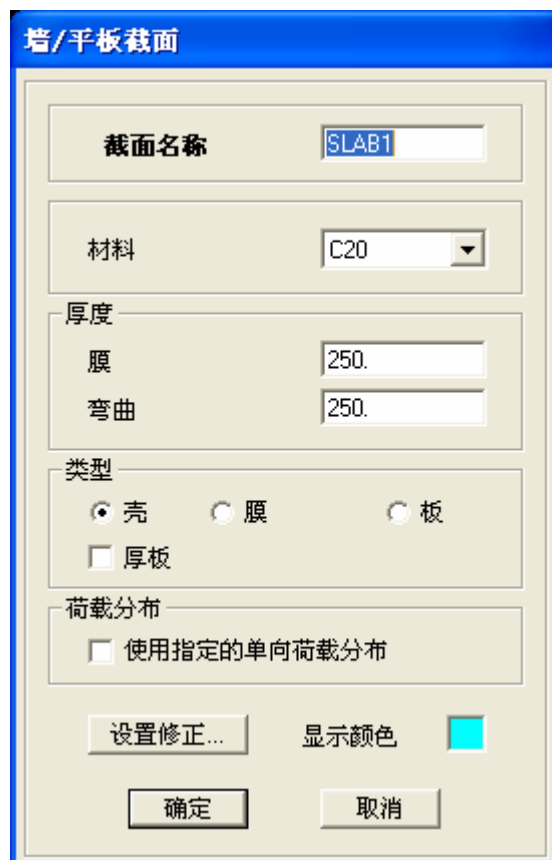 墙/平板截面
截面名称 SLAB1
材料 C20
厚度
膜 250.
弯曲 250.
类型
壳 膜 板
厚板
荷载分布
使用指定的单向荷载分布
设置修正... 显示颜色
确定 取消